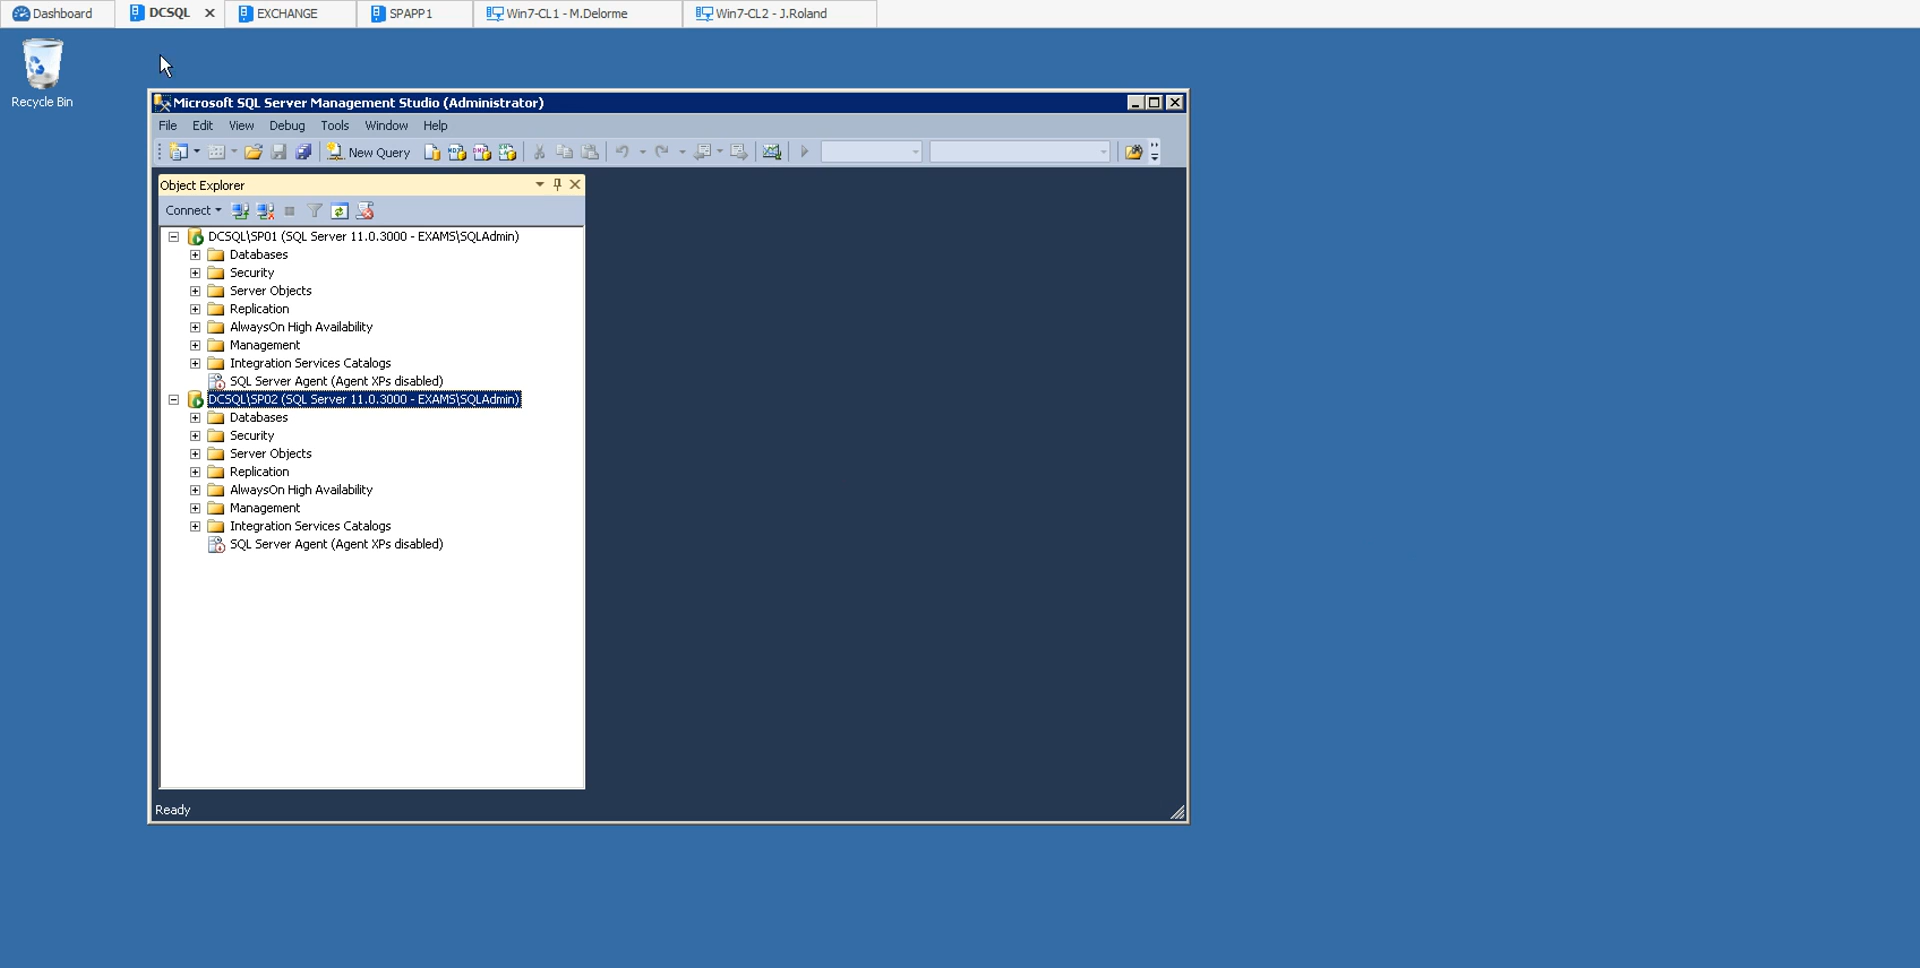 Dashboard
DCSQL
EXCHANGE
SPAPP1
Win7-CL1 - M.Delorme
Win7-CL2 - J.Roland
Recycle Bin
Microsoft SQL Server Management Studio (Administrator)
File Edit View Debug Tools Window Help
New Query
Object Explorer
Connect
DCSQL\SP01 (SQL Server 11.0.3000 - EXAMS\SQLAdmin)
Databases
Security
Server Objects
Replication
AlwaysOn High Availability
Management
Integration Services Catalogs
SQL Server Agent (Agent XPs disabled)
DCSQL\SP02 (SQL Server 11.0.3000 - EXAMS\SQLAdmin)
Databases
Security
Server Objects
Replication
AlwaysOn High Availability
Management
Integration Services Catalogs
SQL Server Agent (Agent XPs disabled)
Ready